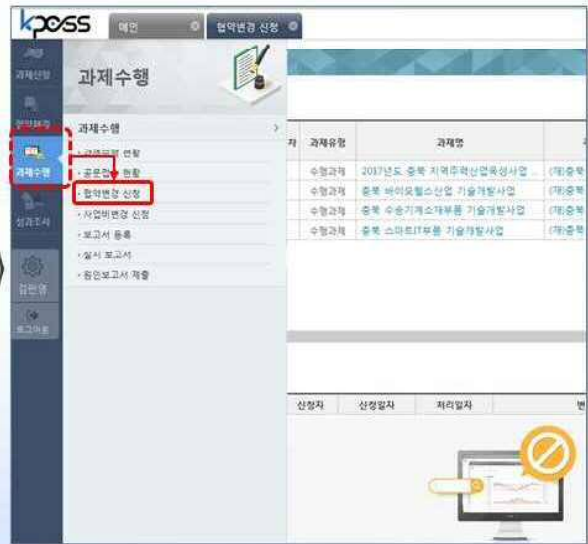 kpass 메인 협약변경 신청
과제신청
협약체결
과제수행
성과조사
로그아웃
과제수행
과제수행
· 과제수행 현황
· 공문접수 현황
· 협약변경 신청
· 사업비변경 신청
· 보고서 등록
· 실시 보고서
· 원인보고서 제출
차 과제유형 과제명
수행과제 2017년도 충북 지역주력산업육성사업 .. (재)충북
수행과제 충북 바이오헬스산업 기술개발사업 (재)충북
수행과제 충북 수송기계소재부품 기술개발사업 (재)충북
수행과제 충북 스마트IT부품 기술개발사업 (재)충북
신청자 신청일자 처리일자 변